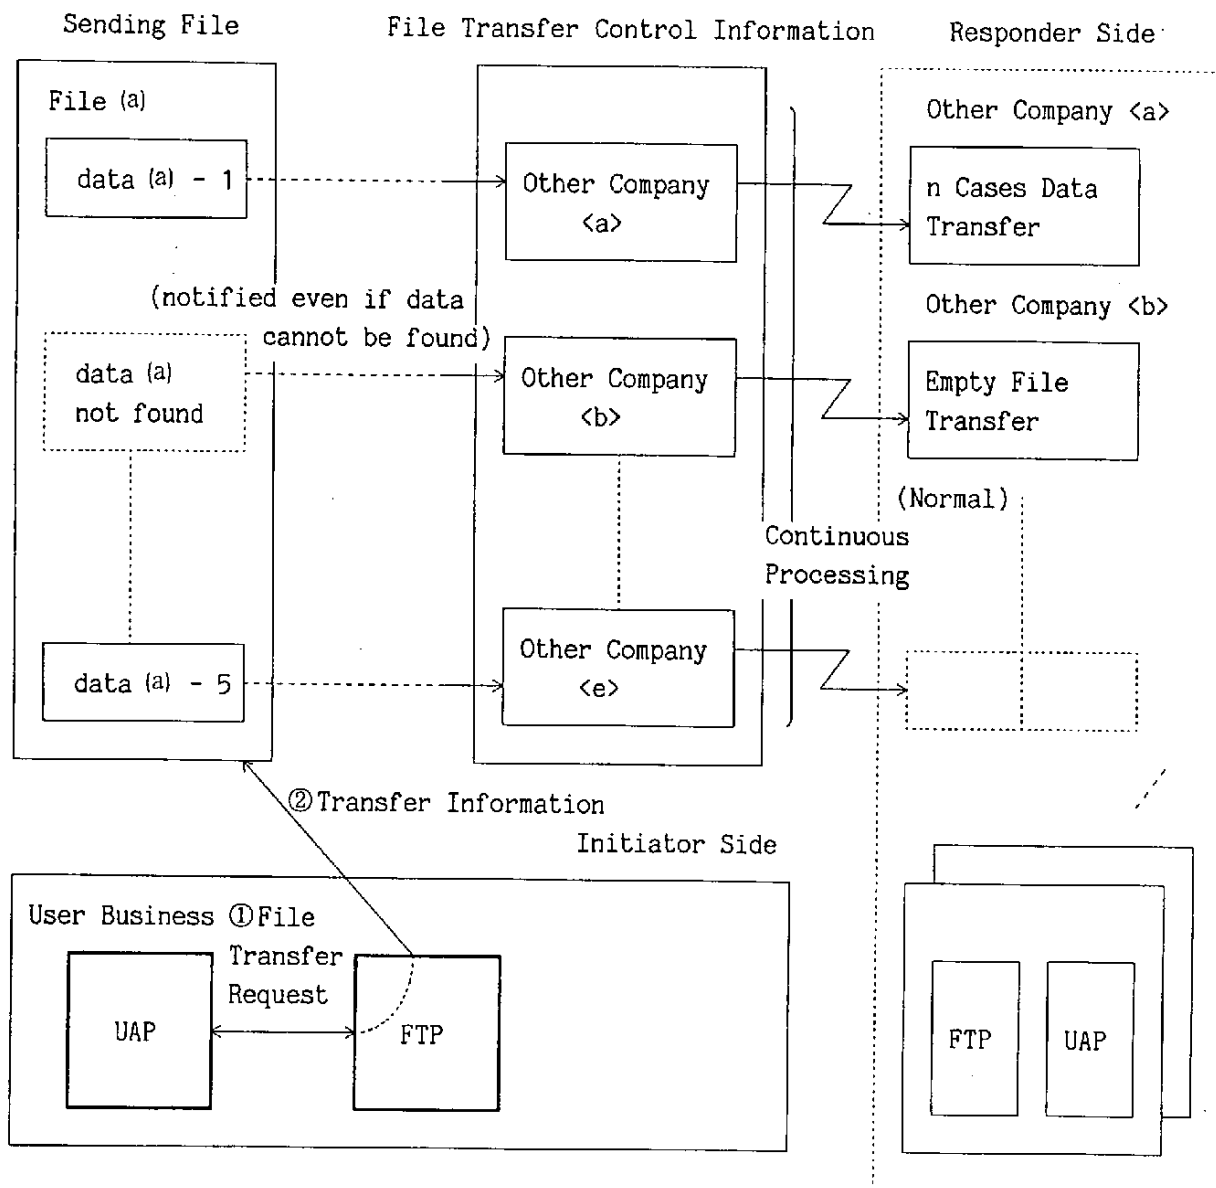 Sending File
File Transfer Control Information
Responder Side
File (a)
data (a) - 1
Other Company
<a>
Other Company <a>
n Cases Data
Transfer
(notified even if data
cannot be found)
data (a)
not found
Other Company
<b>
Other Company <b>
Empty File
Transfer
(Normal)
Continuous
Processing
data (a) - 5
Other Company
<e>
②Transfer Information
Initiator Side
User Business ①File
Transfer
Request
UAP
FTP
FTP
UAP